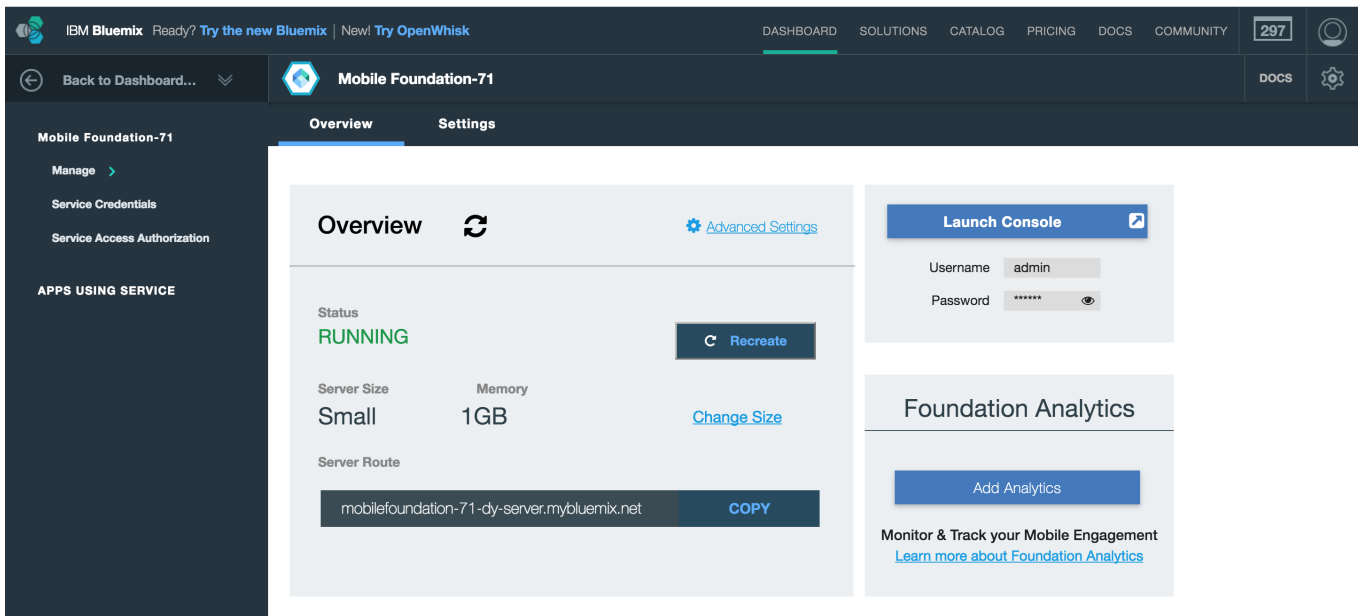 IBM Bluemix Ready? Try the new Bluemix | New! Try OpenWhisk
DASHBOARD SOLUTIONS CATALOG PRICING DOCS COMMUNITY 297
Back to Dashboard...
Mobile Foundation-71
DOCS
Overview Settings
Mobile Foundation-71
Manage
Service Credentials
Service Access Authorization
APPS USING SERVICE
Overview
Advanced Settings
Status
RUNNING
Recreate
Server Size Memory
Small 1GB
Change Size
Server Route
mobilefoundation-71-dy-server.mybluemix.net
COPY
Launch Console
Username admin
Password ******
Foundation Analytics
Add Analytics
Monitor & Track your Mobile Engagement
Learn more about Foundation Analytics